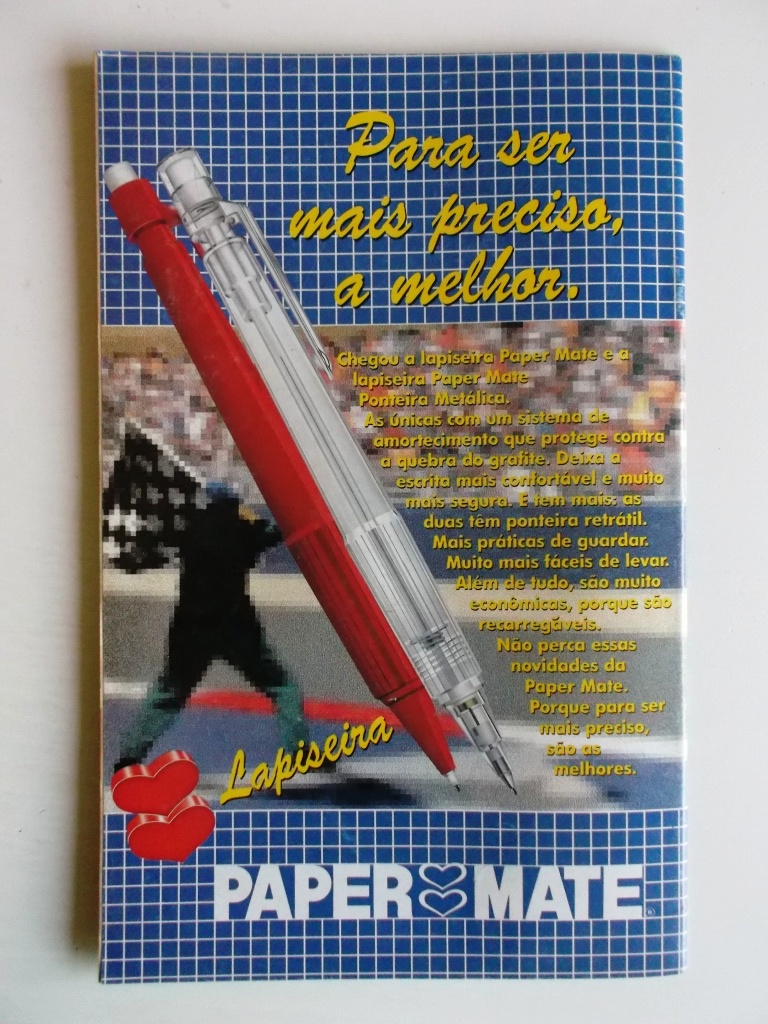 Para ser
mais preciso,
a melhor.
Chegou a lapiseira Paper Mate e a
lapiseira Paper Mate
Ponteira Metálica.
As únicas com um sistema de
amortecimento que protege contra
a quebra do grafite. Deixa a
escrita mais confortável e muito
mais segura. E tem mais: as
duas têm ponteira retrátil.
Mais práticas de guardar.
Muito mais fáceis de levar.
Além de tudo, são muito
econômicas, porque são
recarregáveis.
Não perca essas
novidades da
Paper Mate.
Porque para ser
mais preciso,
são as
melhores.
Lapiseira
PAPER MATE®